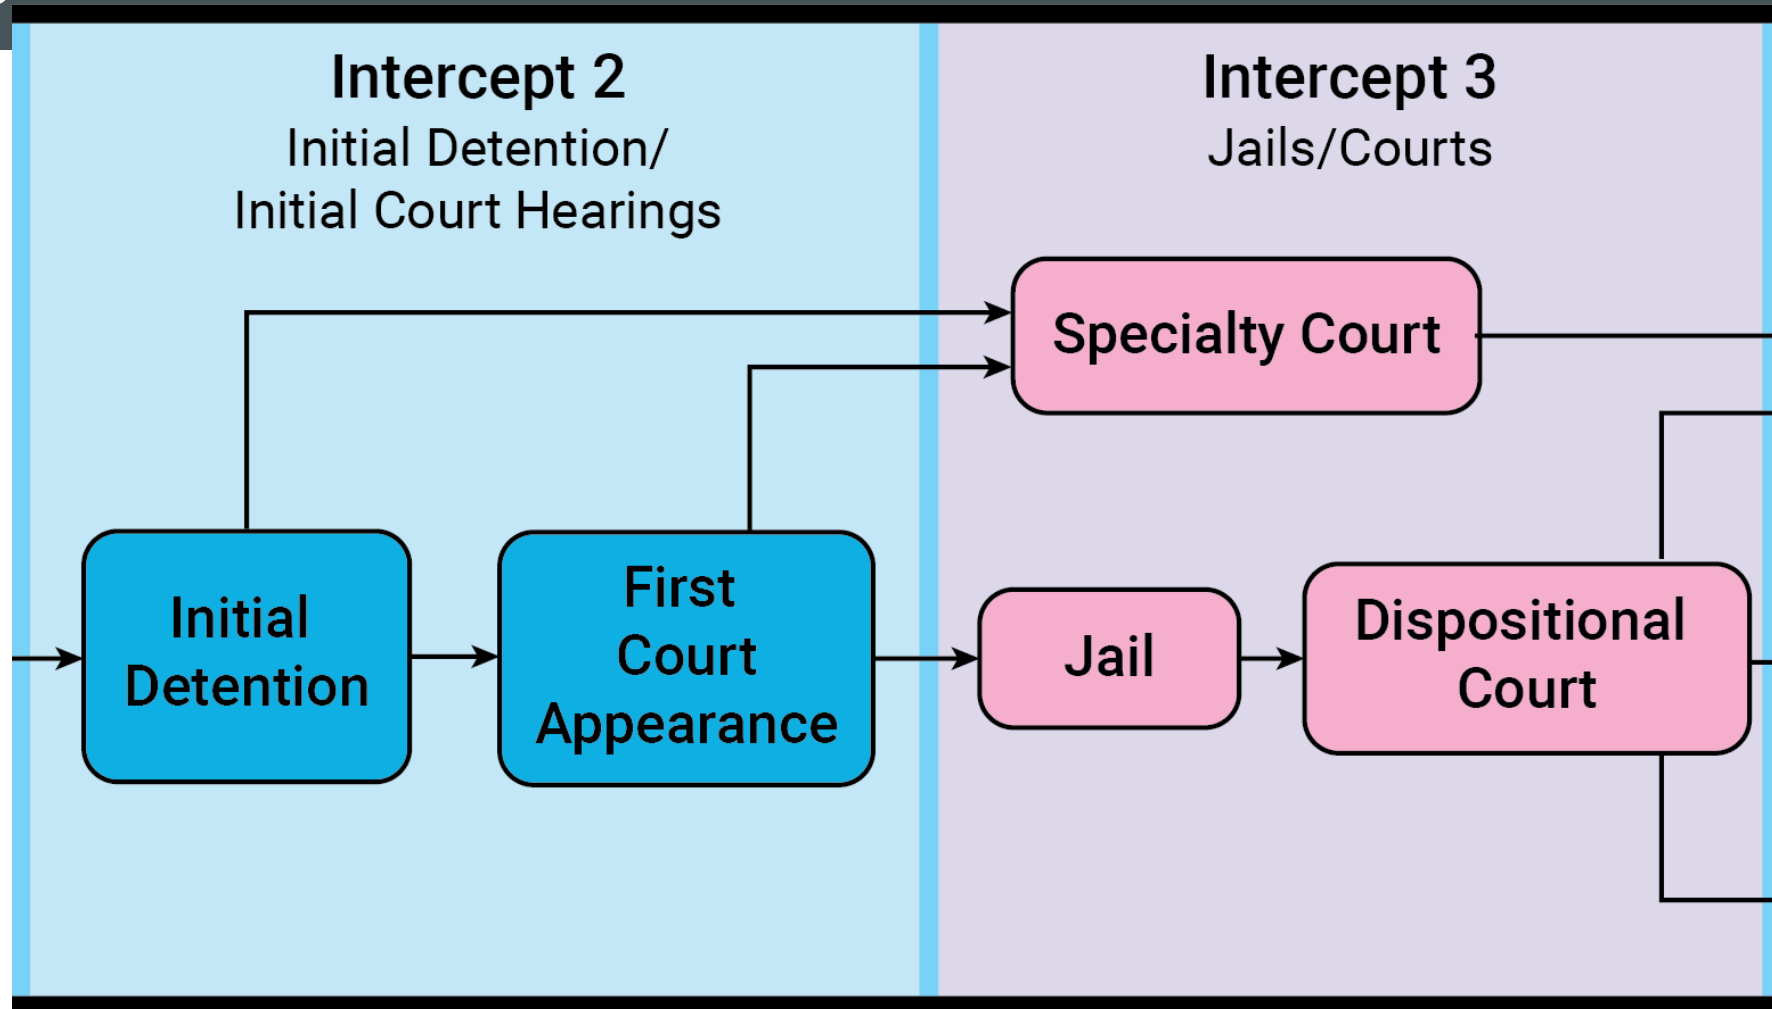 Intercept 2
Initial Detention/
Initial Court Hearings
Intercept 3
Jails/Courts
Specialty Court
Initial
Detention
First
Court
Appearance
Jail
Dispositional
Court